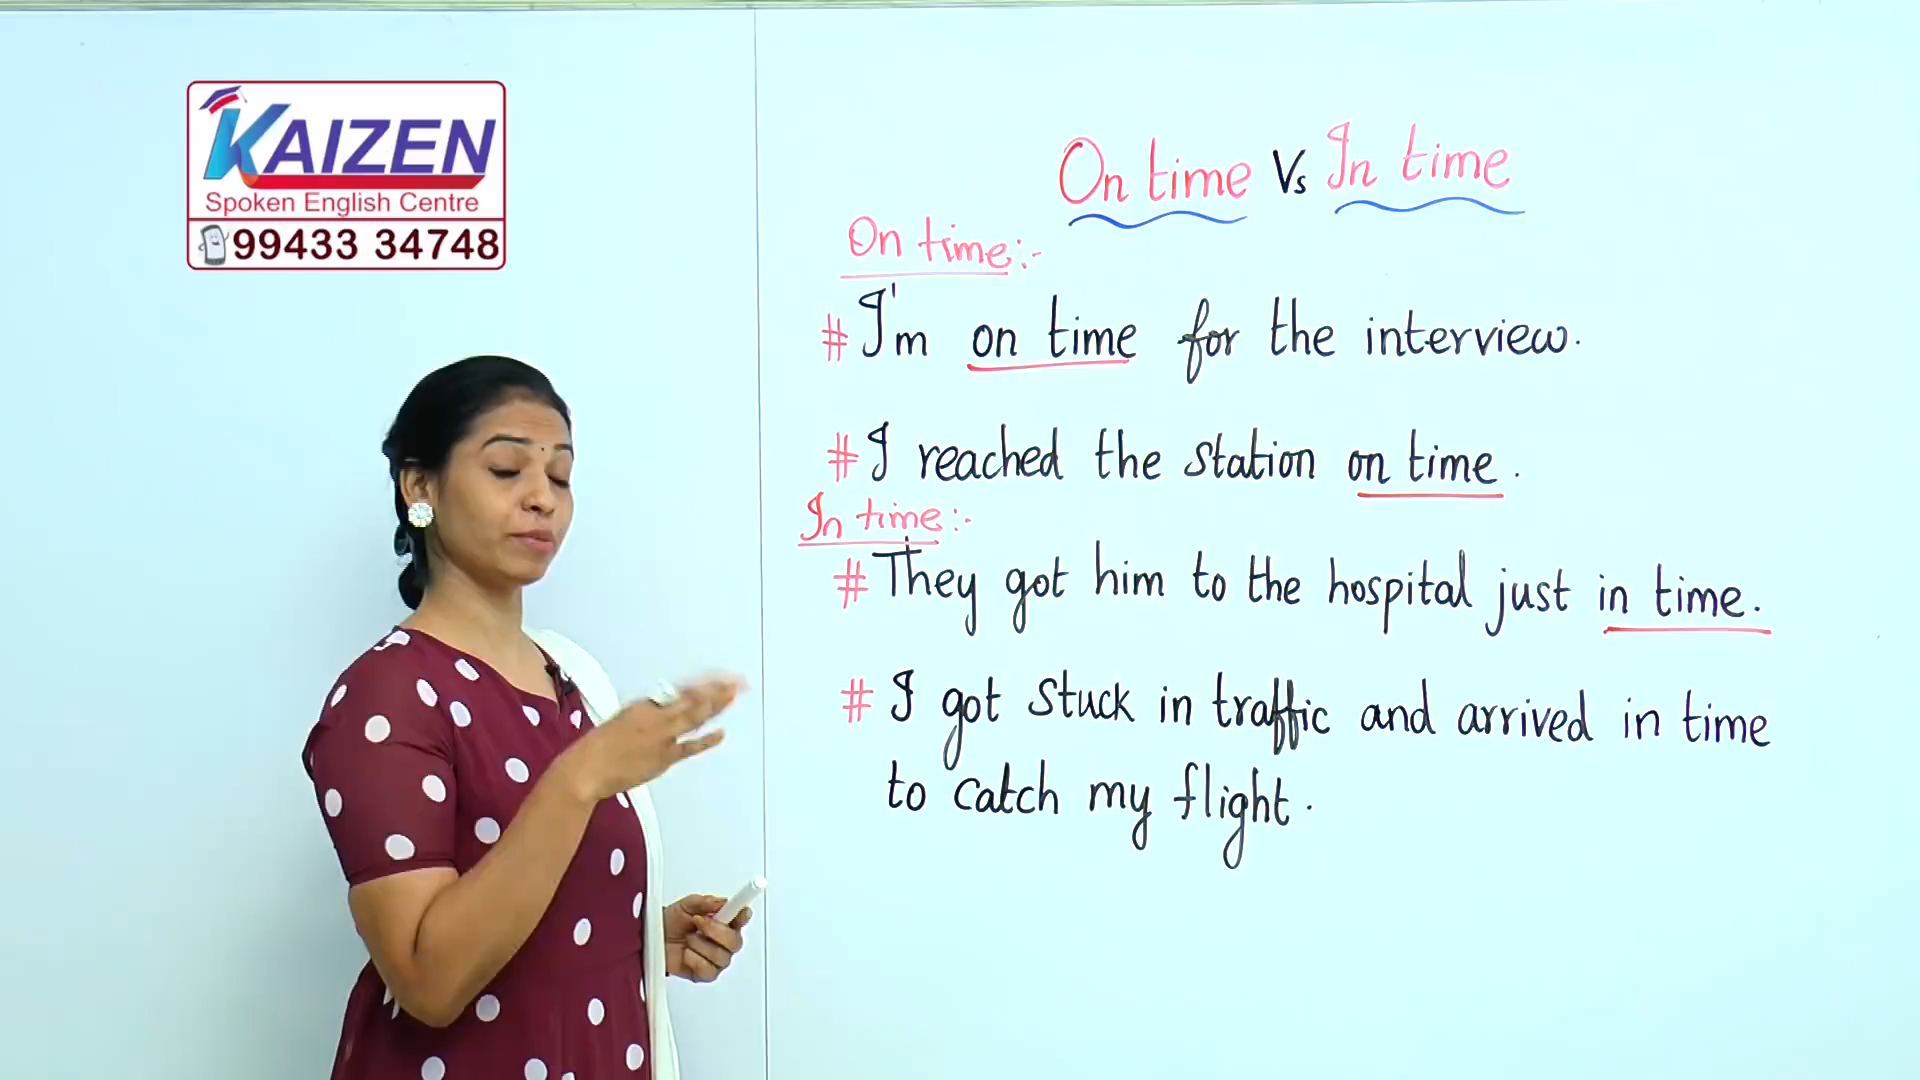 KAIZEN
Spoken English Centre
99433 34748
On time Vs In time
On time:-
# I'm on time for the interview.
# I reached the station on time.
In time:-
# They got him to the hospital just in time.
# I got stuck in traffic and arrived in time
to catch my flight.